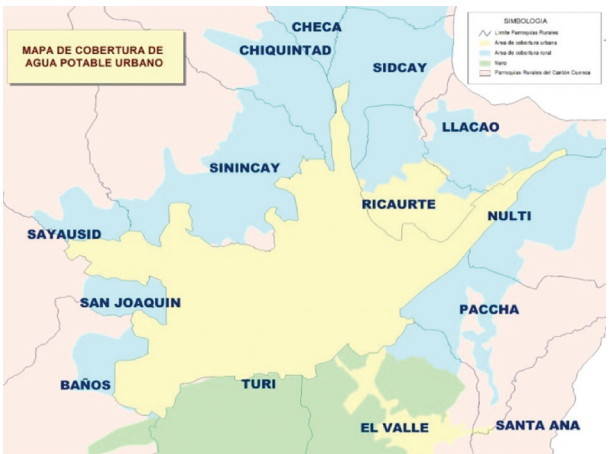 MAPA DE COBERTURA DE
AGUA POTABLE URBANO
CHECA
CHIQUINTAD
SIDCAY
SIMBOLOGIA
Limite Parroquias Rurales
Area de cobertura urbana
Area de cobertura rural
Nero
Parroquias Rurales del Cantón Cuenca
LLACAO
SININCAY
RICAURTE
NULTI
SAYAUSID
SAN JOAQUIN
PACCHA
BAÑOS
TURI
EL VALLE
SANTA ANA